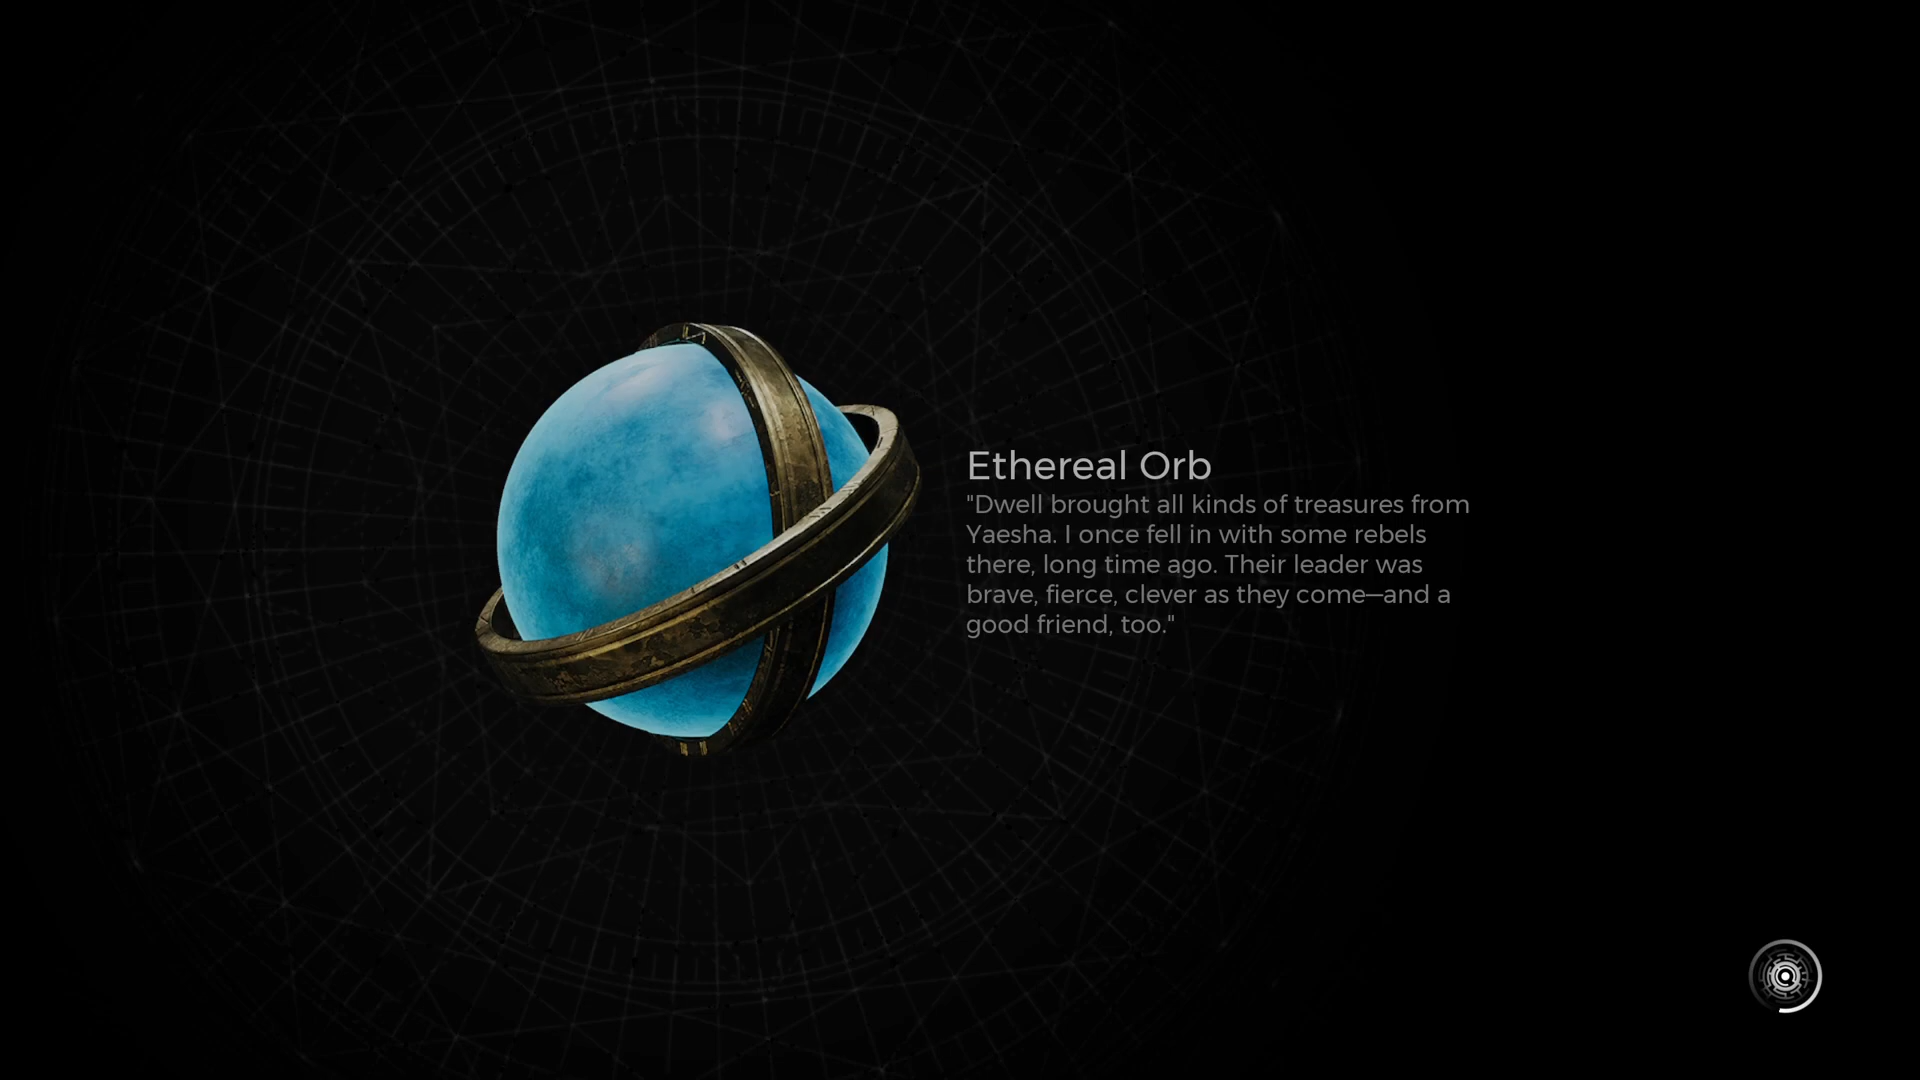 Ethereal Orb
"Dwell brought all kinds of treasures from
Yaesha. I once fell in with some rebels
there, long time ago. Their leader was
brave, fierce, clever as they come—and a
good friend, too."